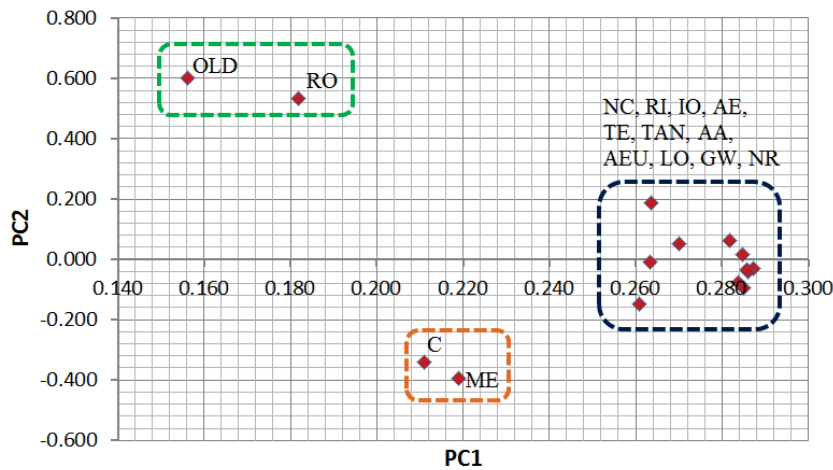 0.800
OLD
0.600
RO
NC, RI, IO, AE,
TE, TAN, AA,
AEU, LO, GW, NR
0.400
0.200
PC2
0.000
0.140 0.160 0.180 0.200 0.220 0.240 0.260 0.280 0.300
-0.200
C
-0.400
ME
-0.600
PC1